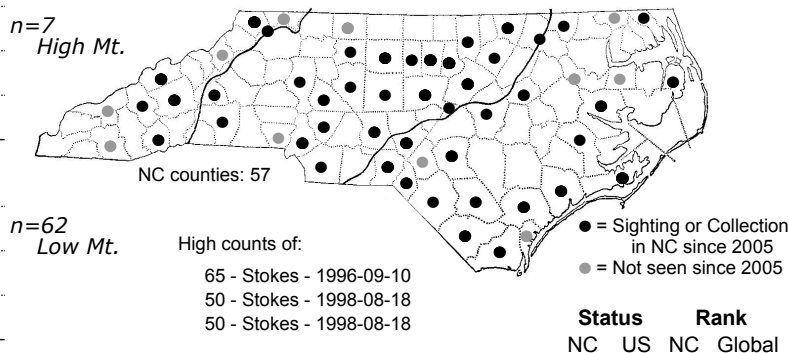 n=7
High Mt.
NC counties: 57
n=62
Low Mt.
High counts of:
65 - Stokes - 1996-09-10
50 - Stokes - 1998-08-18
50 - Stokes - 1998-08-18
= Sighting or Collection
in NC since 2005
= Not seen since 2005
Status Rank
NC US NC Global